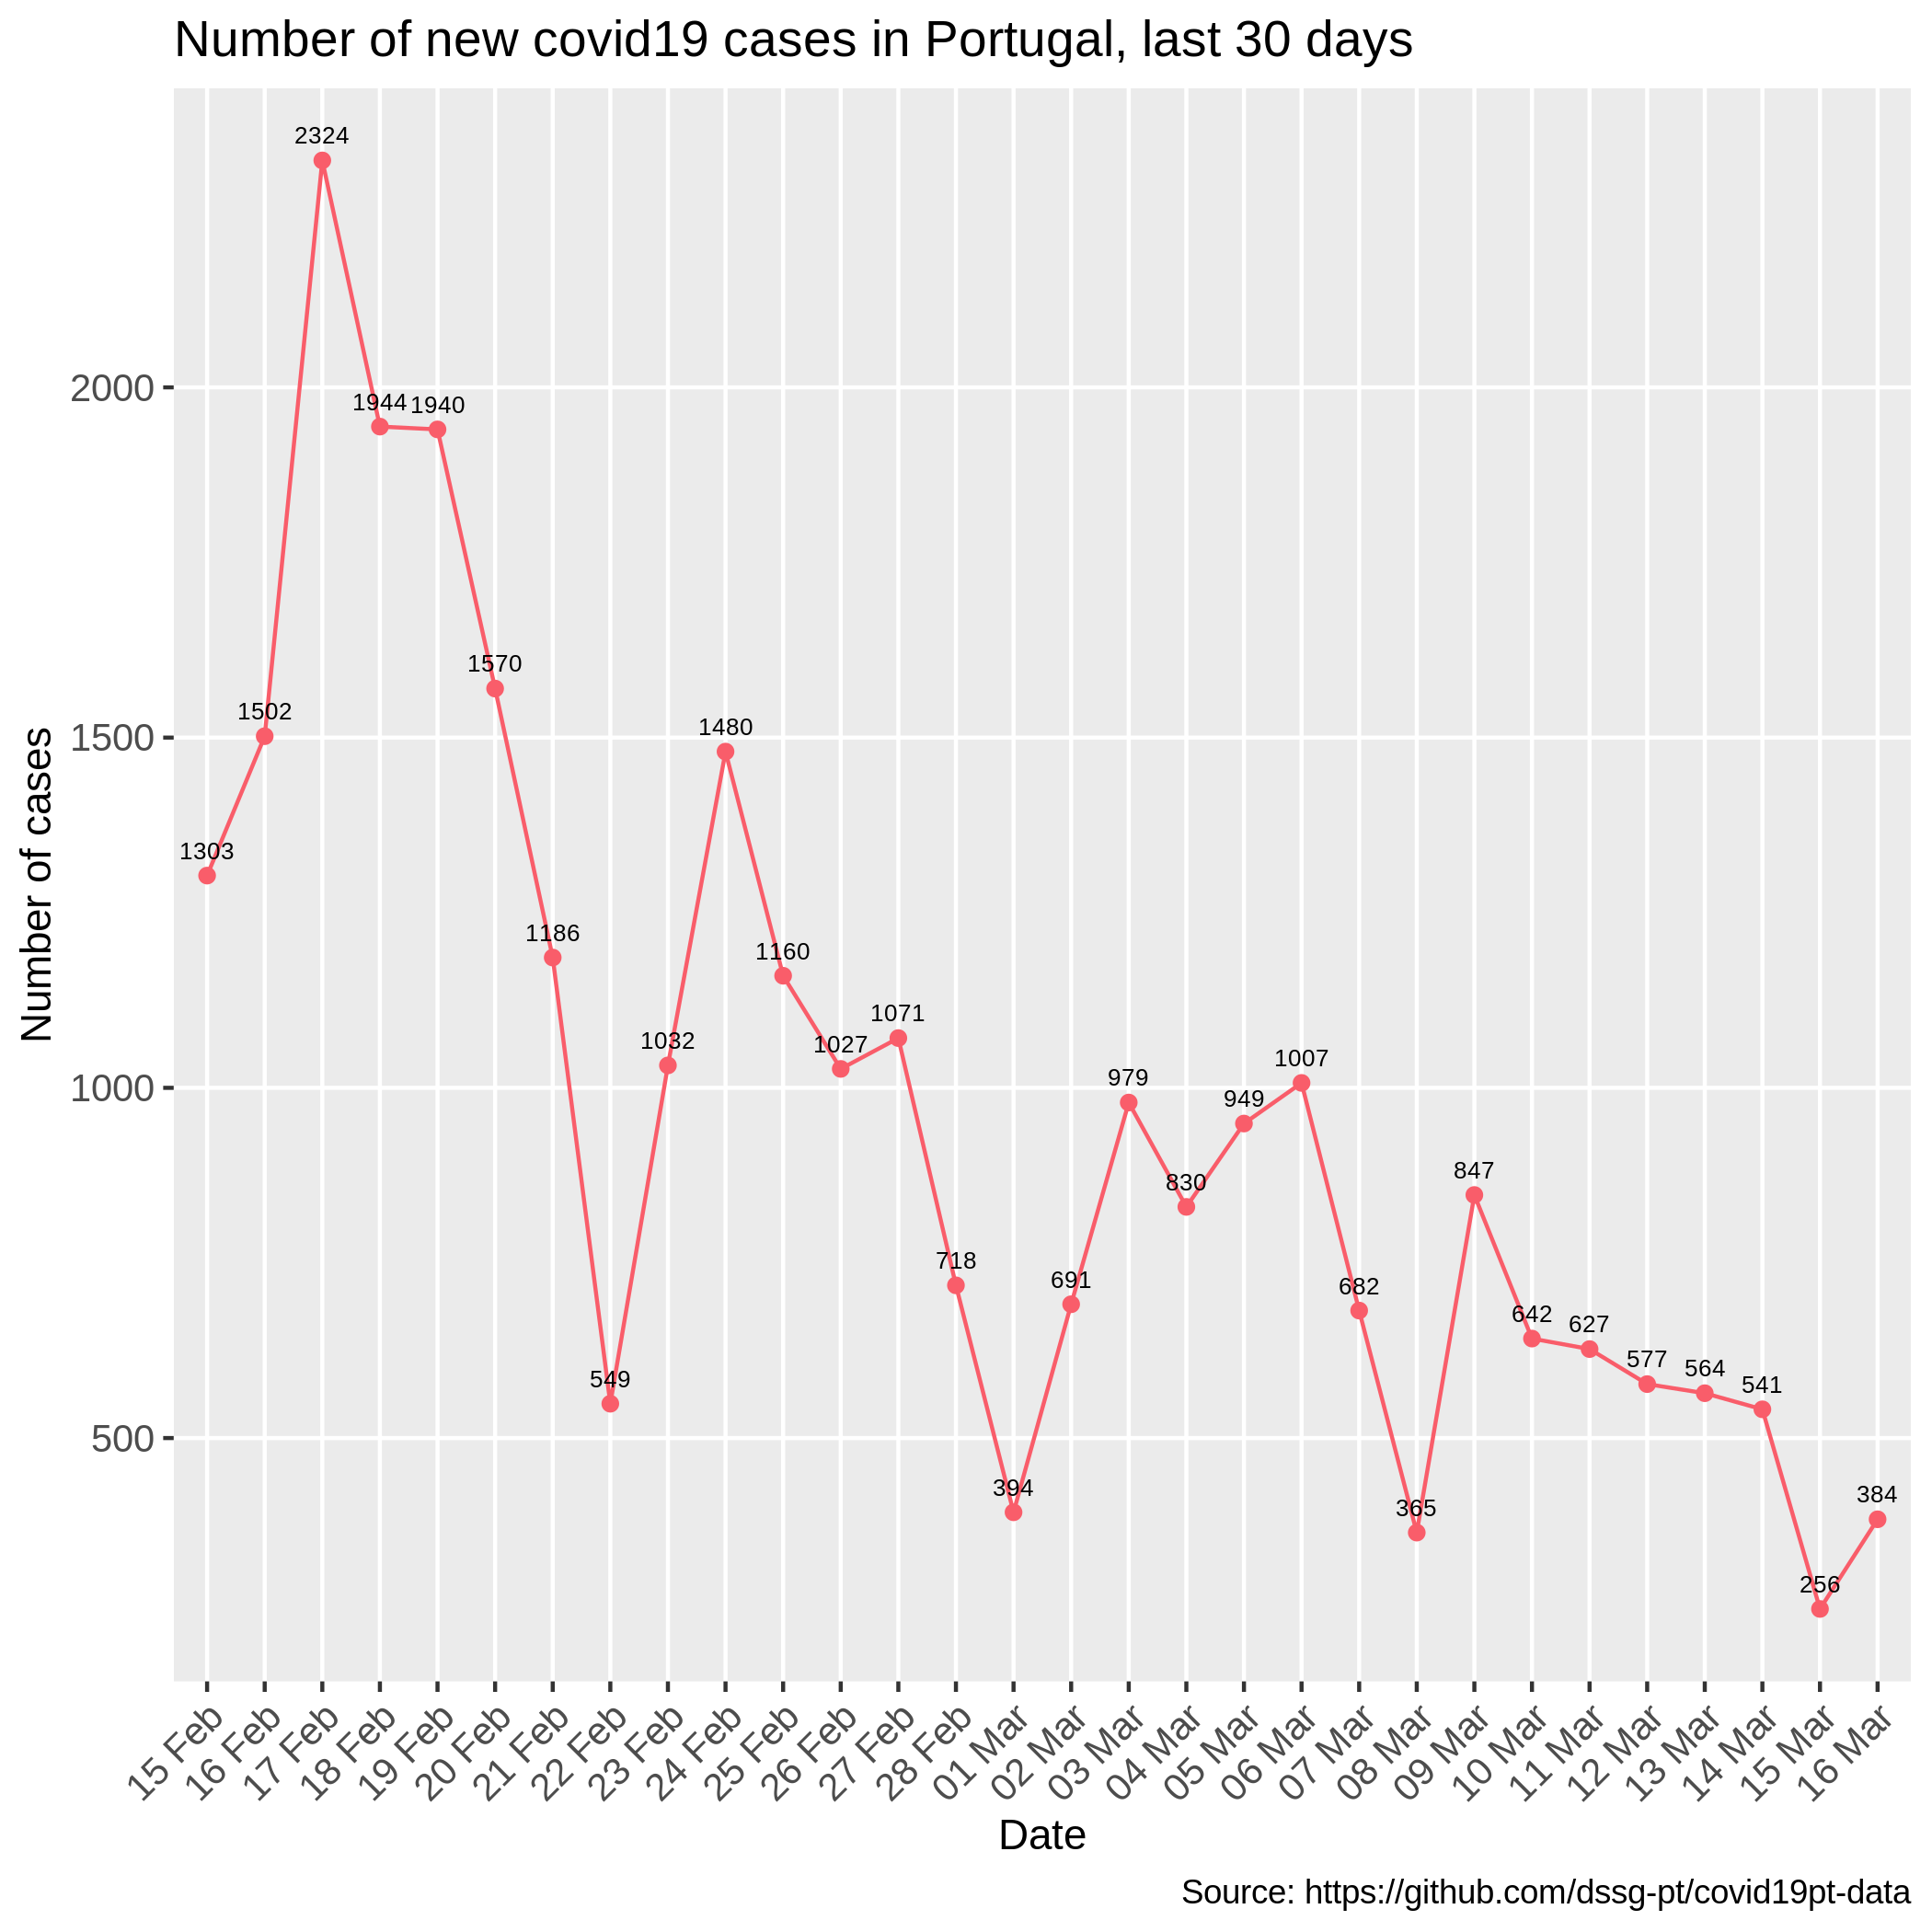 Number of new covid19 cases in Portugal, last 30 days
Number of cases
2000
1500
1000
500
1303
1502
2324
1944
1940
1570
1186
549
1032
1480
1160
1027
1071
718
394
691
979
830
949
1007
682
365
847
642
627
577
564
541
256
384
15 Feb
16 Feb
17 Feb
18 Feb
19 Feb
20 Feb
21 Feb
22 Feb
23 Feb
24 Feb
25 Feb
26 Feb
27 Feb
28 Feb
01 Mar
02 Mar
03 Mar
04 Mar
05 Mar
06 Mar
07 Mar
08 Mar
09 Mar
10 Mar
11 Mar
12 Mar
13 Mar
14 Mar
15 Mar
16 Mar
Date
Source: https://github.com/dssg-pt/covid19pt-data